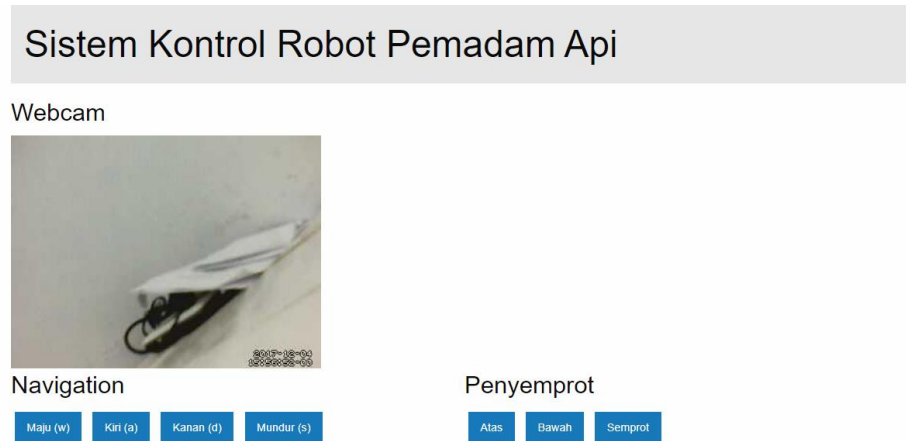 Sistem Kontrol Robot Pemadam Api
Webcam
Navigation
Maju (w) Kiri (a) Kanan (d) Mundur (s)
Penyemprot
Atas Bawah Semprot